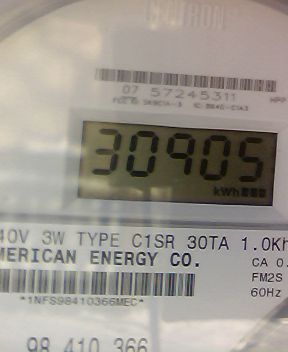 CENTRON
07 57245311
30905
kWh
40V 3W TYPE C1SR 30TA 1.0Kh
MERICAN ENERGY CO.
CA 0.
FM2S
60Hz
*1NFS98410366MEC*
98 410 366